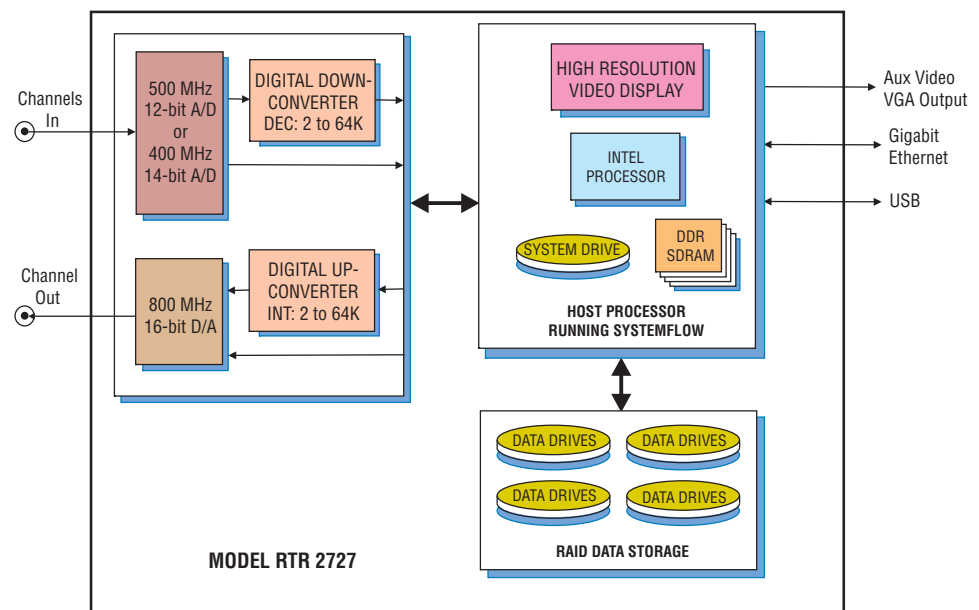 Channels
In
500 MHz
12-bit A/D
or
400 MHz
14-bit A/D
DIGITAL DOWN-
CONVERTER
DEC: 2 to 64K
Channel
Out
800 MHz
16-bit D/A
DIGITAL UP-
CONVERTER
INT: 2 to 64K
HIGH RESOLUTION
VIDEO DISPLAY
INTEL
PROCESSOR
SYSTEM DRIVE
DDR
SDRAM
HOST PROCESSOR
RUNNING SYSTEMFLOW
Aux Video
VGA Output
Gigabit
Ethernet
USB
DATA DRIVES
DATA DRIVES
DATA DRIVES
DATA DRIVES
RAID DATA STORAGE
MODEL RTR 2727